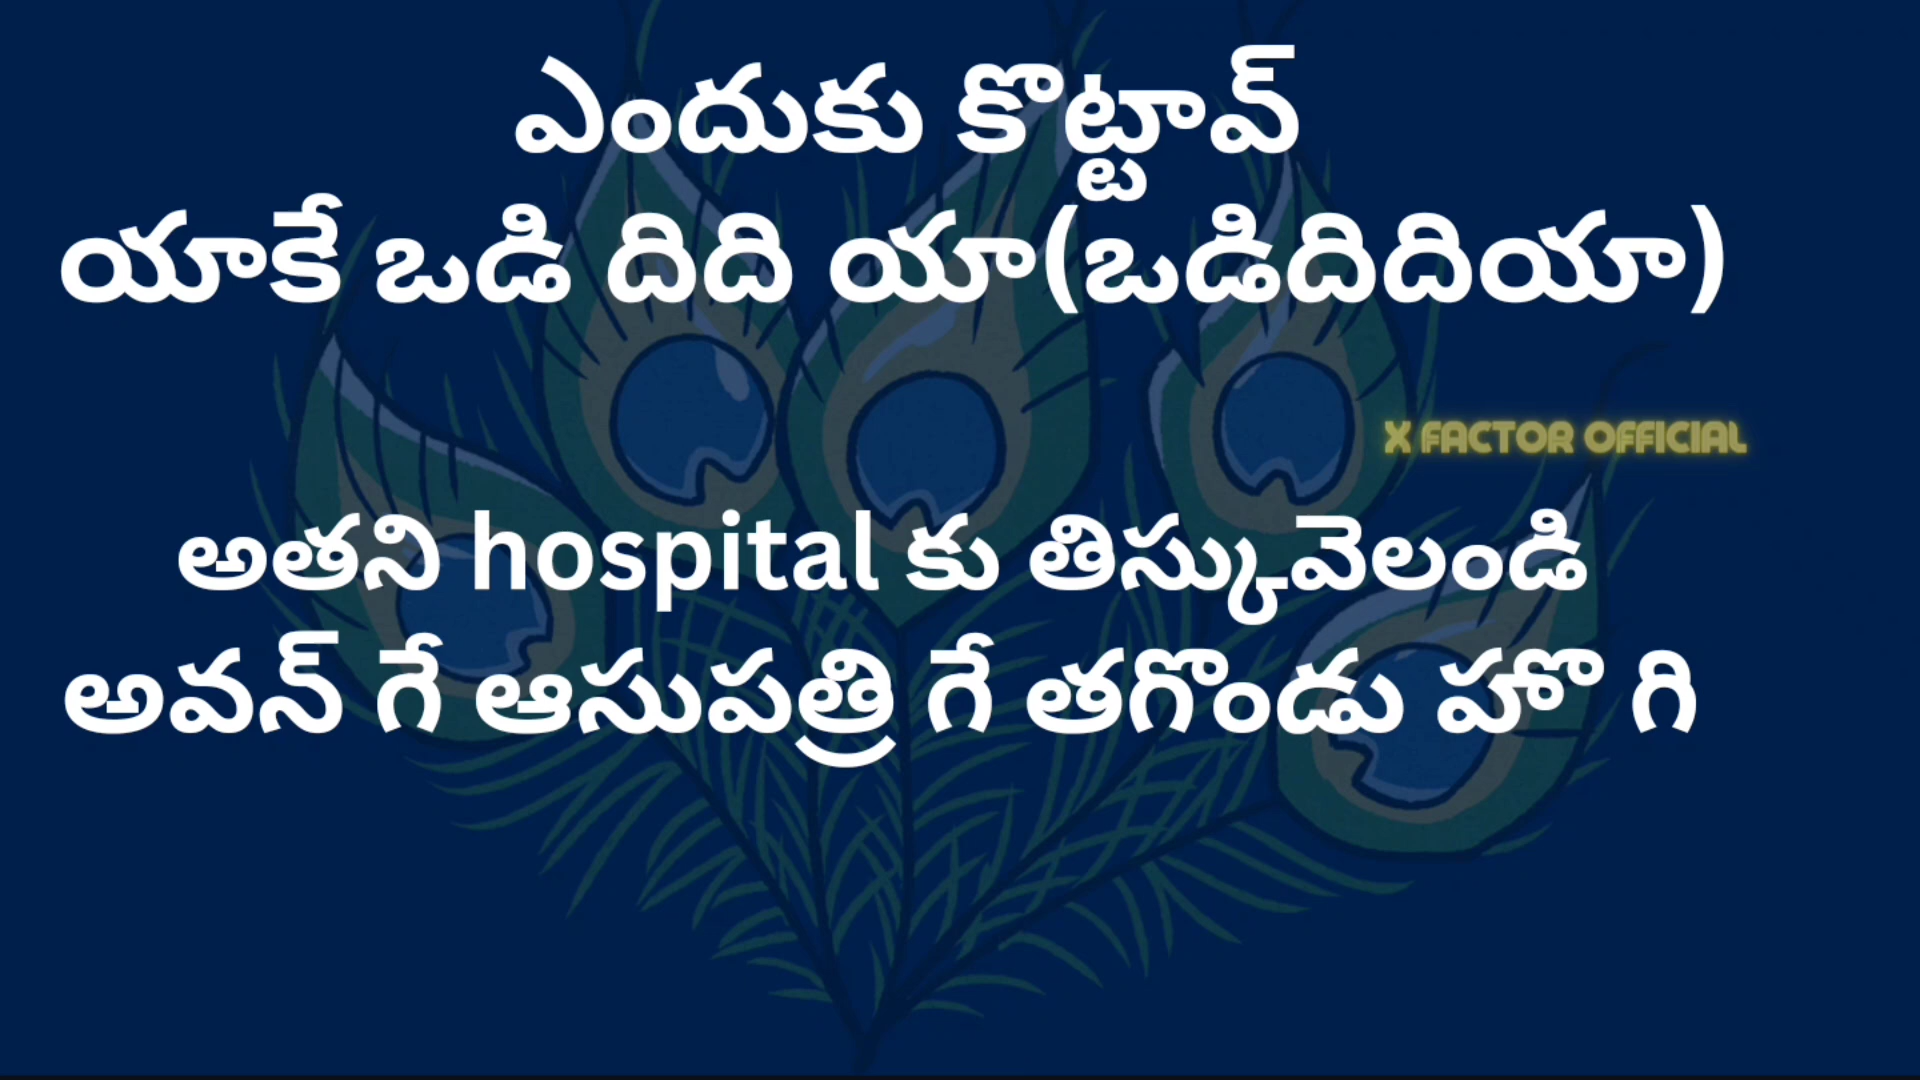 ఎందుకు కొట్టావ్
యాకే ఒడి దిది యా(ఒడిదిదియా)
X FACTOR OFFICIAL
అతని hospital కు తిస్కువెలండి
అవన్ గే ఆసుపత్రి గే తగొండు హొ గి